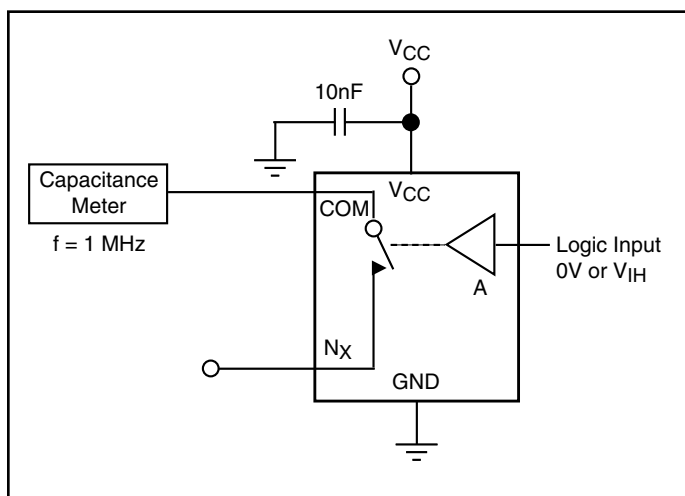 VCC
10nF
VCC
Capacitance
Meter
COM
f = 1 MHz
Logic Input
0V or VIH
A
NX
GND